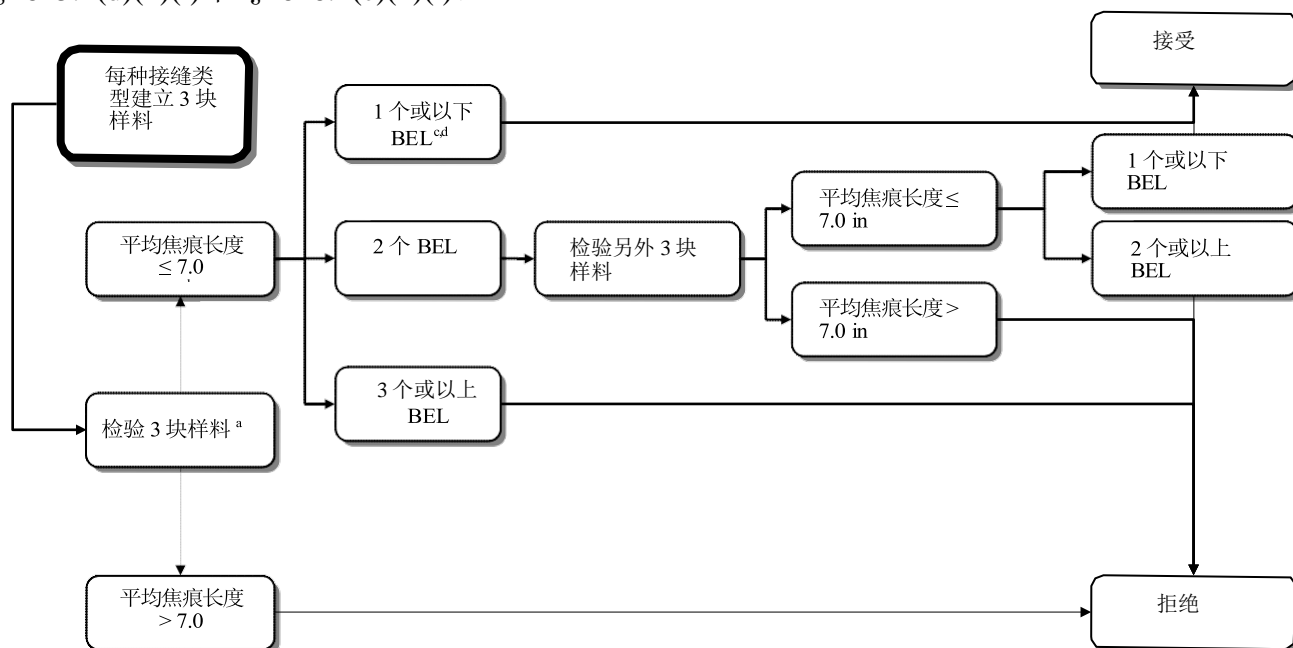 接受
每种接缝类
型建立 3 块
样料
1 个或以下
BELc,d
1 个或以下
BEL
平均焦痕长度≤
7.0 in
平均焦痕长度
≤ 7.0
2 个 BEL
检验另外 3 块
样料
2 个或以上
BEL
平均焦痕长度>
7.0 in
3 个或以上
BEL
检验 3 块样料 a
平均焦痕长度
> 7.0
拒绝